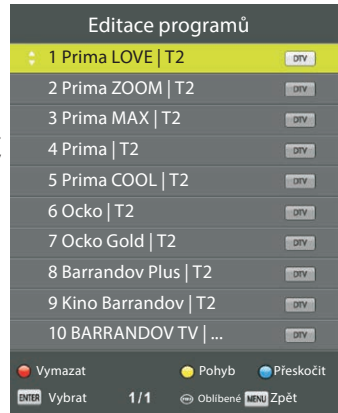 Editace programů
1 Prima LOVE | T2 DTV
2 Prima ZOOM | T2 DTV
3 Prima MAX | T2 DTV
4 Prima | T2 DTV
5 Prima COOL | T2 DTV
6 Ocko | T2 DTV
7 Ocko Gold | T2 DTV
8 Barrandov Plus | T2 DTV
9 Kino Barrandov | T2 DTV
10 BARRANDOV TV | ... DTV
Vymazat Pohyb Přeskočit
ENTER Vybrat 1/1 Oblíbené MENU Zpět